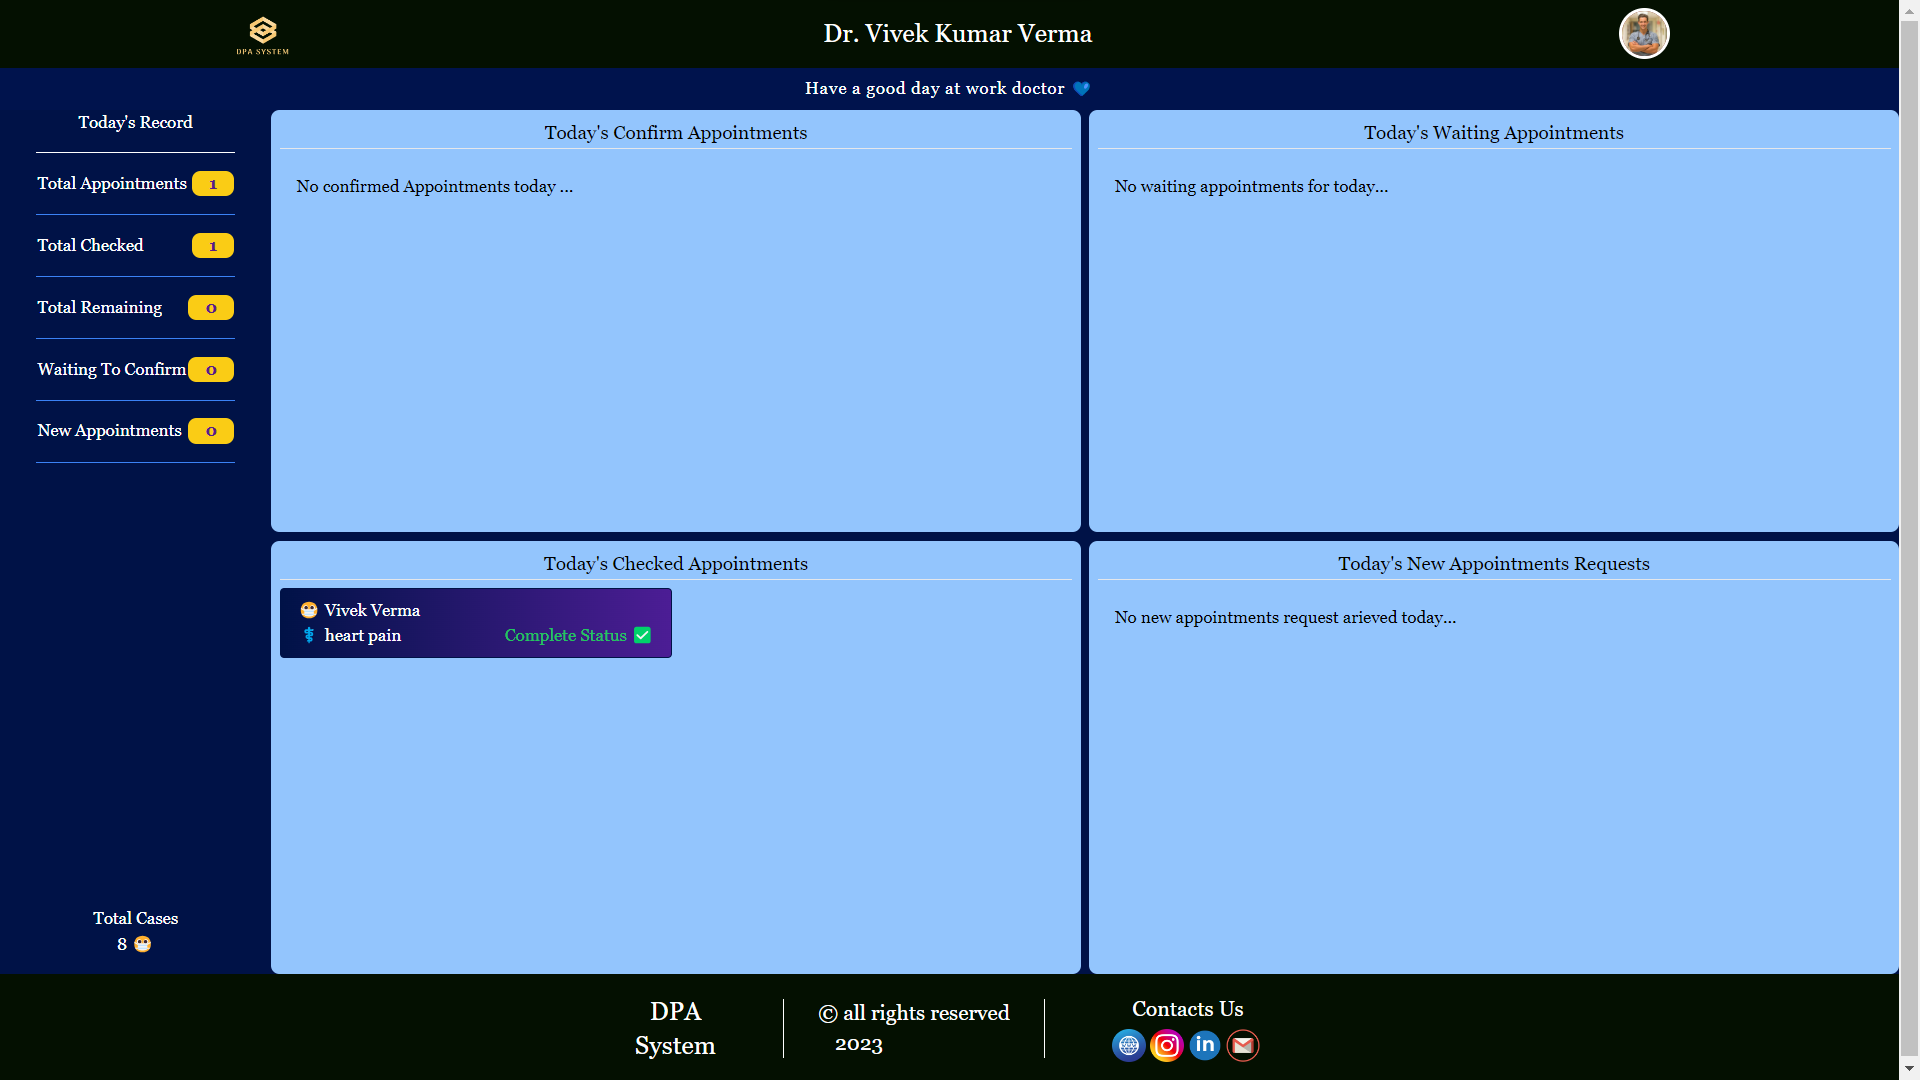 DPA SYSTEM
Dr. Vivek Kumar Verma
Have a good day at work doctor 💙
Today's Record
Total Appointments 1
Total Checked 1
Total Remaining 0
Waiting To Confirm 0
New Appointments 0
Total Cases
8 😷
Today's Confirm Appointments
No confirmed Appointments today ...
Today's Waiting Appointments
No waiting appointments for today...
Today's Checked Appointments
😷 Vivek Verma
⚕ heart pain Complete Status ✅
Today's New Appointments Requests
No new appointments request arieved today...
DPA
System
© all rights reserved
2023
Contacts Us
in